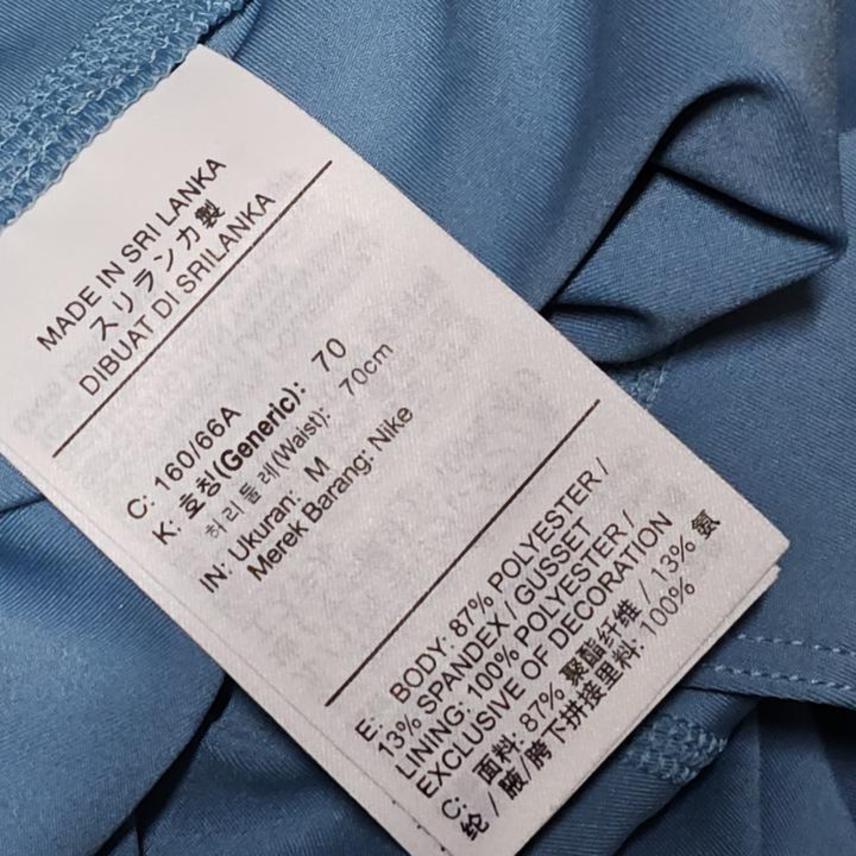 MADE IN SRI LANKA
スリランカ製
DIBUAT DI SRILANKA
C: 160/66A
K: 호칭(Generic): 70
허리둘레(Waist): 70cm
IN: Ukuran: M
Merek Barang: Nike
E: BODY: 87% POLYESTER /
13% SPANDEX / GUSSET
LINING: 100% POLYESTER /
EXCLUSIVE OF DECORATION
C: 面料: 87% 聚酯纤维 / 13% 氨
纶 / 腋/胯下拼接里料: 100%